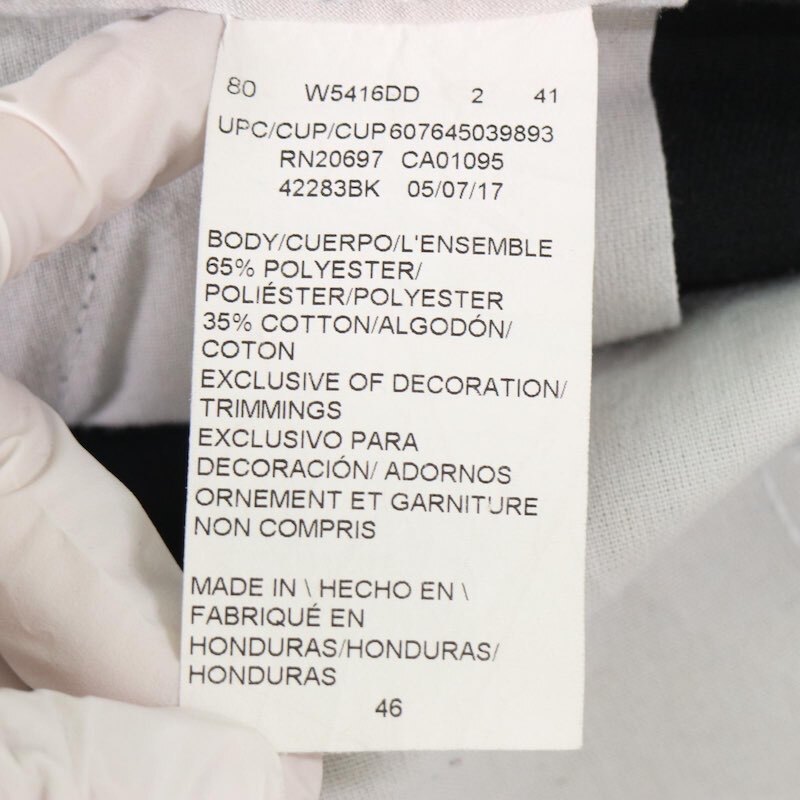 80 W5416DD 2 41
UPC/CUP/CUP607645039893
RN20697 CA01095
42283BK 05/07/17
BODY/CUERPO/L'ENSEMBLE
65% POLYESTER/
POLIÉSTER/POLYESTER
35% COTTON/ALGODÓN/
COTON
EXCLUSIVE OF DECORATION/
TRIMMINGS
EXCLUSIVO PARA
DECORACIÓN/ ADORNOS
ORNEMENT ET GARNITURE
NON COMPRIS
MADE IN \ HECHO EN \
FABRIQUÉ EN
HONDURAS/HONDURAS/
HONDURAS
46